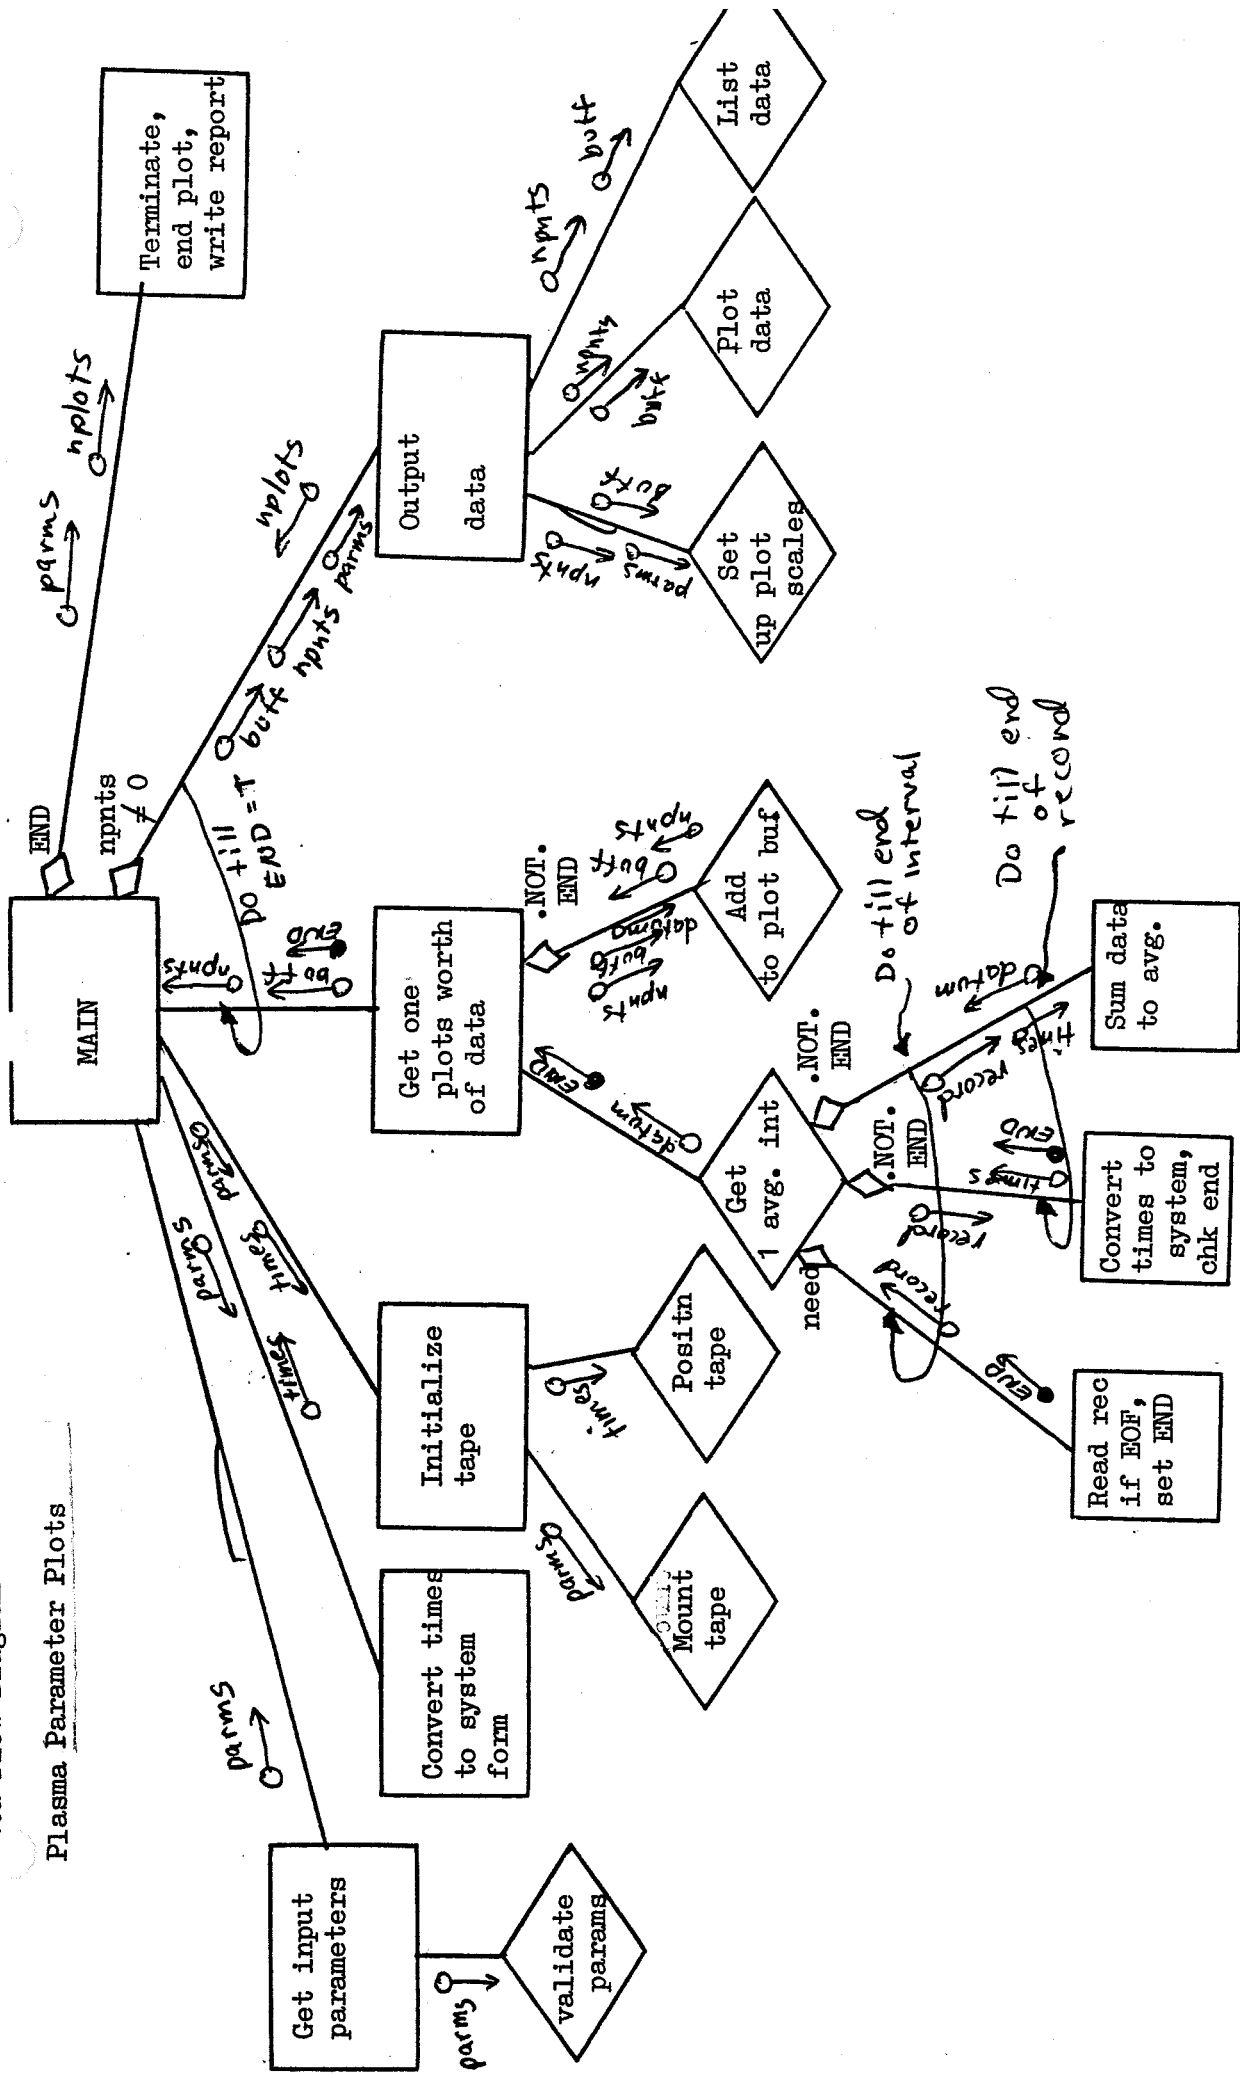 Plasma Parameter Plots
MAIN
END
npnts
≠ 0
parms
nplots
Terminate,
end plot,
write report
parms
parms
times
parms
times
Do till
END = T
npnts
buff
END
buff
npnts
parms
nplots
Get input
parameters
parms
validate
params
Convert times
to system
form
Initialize
tape
parms
times
Mount
tape
Positn
tape
Get one
plots worth
of data
.NOT.
END
datum
END
npnts
buff
datum
buff
npnts
Get
1 avg. int
Add
to plot buf
Output
data
npnts
parms
buff
npnts
buff
npnts
buff
Set
up plot
scales
Plot
data
List
data
need
.NOT.
END
.NOT.
END
Do till end
of interval
Do till end
of
record
END
record
record
times
END
record
times
datum
Read rec
if EOF,
set END
Convert
times to
system,
chk end
Sum data
to avg.